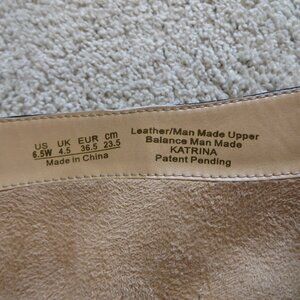 US UK EUR cm
6.5W 4.5 36.5 23.5
Made in China
Leather/Man Made Upper
Balance Man Made
KATRINA
Patent Pending